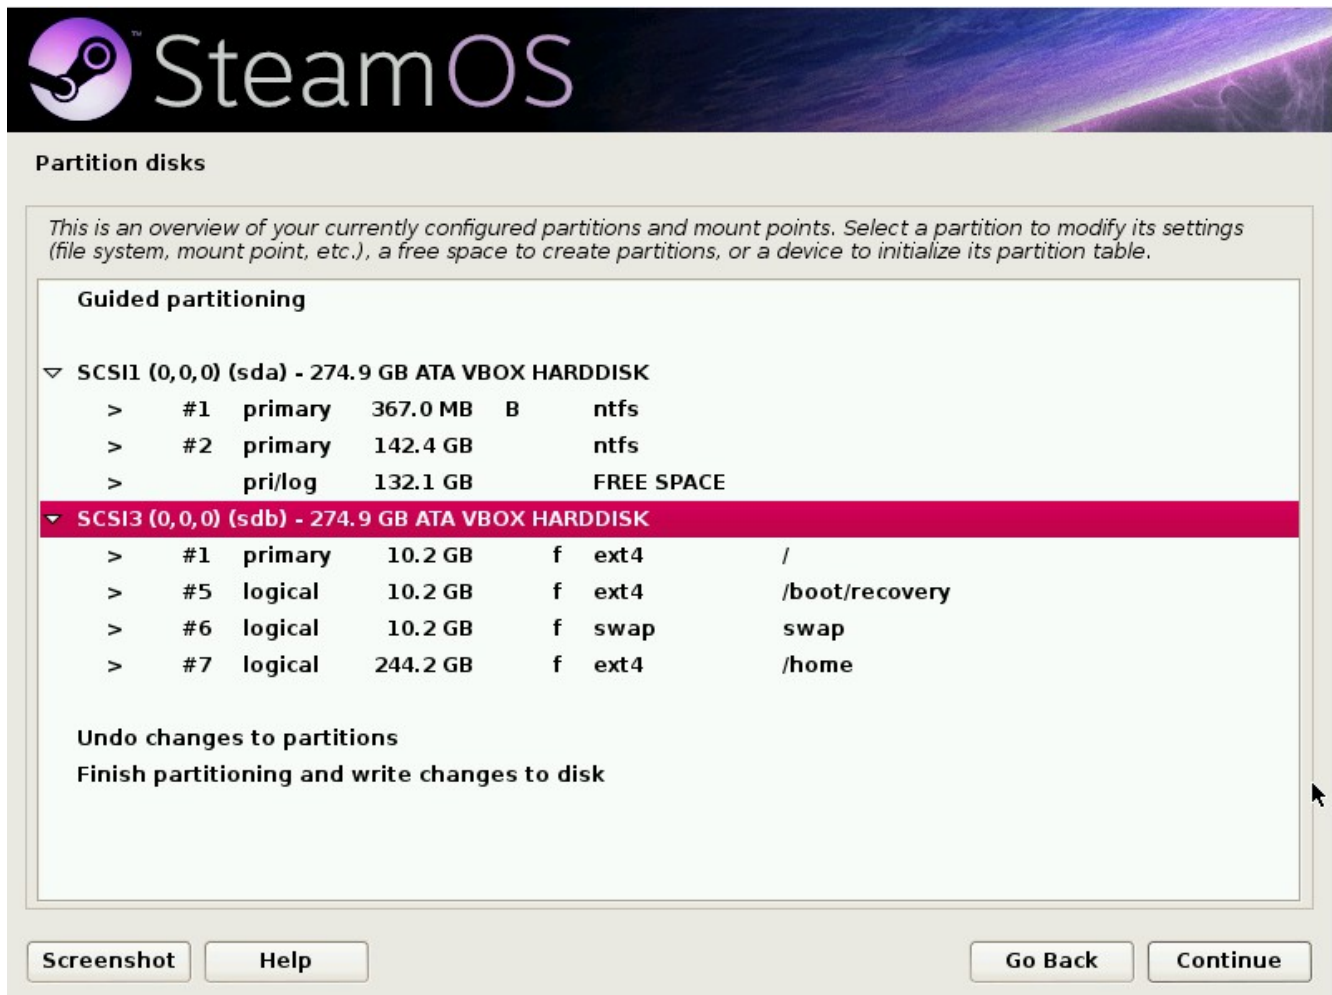 SteamOS™
Partition disks
This is an overview of your currently configured partitions and mount points. Select a partition to modify its settings
(file system, mount point, etc.), a free space to create partitions, or a device to initialize its partition table.
Guided partitioning
SCSI1 (0,0,0) (sda) - 274.9 GB ATA VBOX HARDDISK
> #1 primary 367.0 MB B ntfs
> #2 primary 142.4 GB ntfs
> pri/log 132.1 GB FREE SPACE
SCSI3 (0,0,0) (sdb) - 274.9 GB ATA VBOX HARDDISK
> #1 primary 10.2 GB f ext4 /
> #5 logical 10.2 GB f ext4 /boot/recovery
> #6 logical 10.2 GB f swap swap
> #7 logical 244.2 GB f ext4 /home
Undo changes to partitions
Finish partitioning and write changes to disk
Screenshot Help Go Back Continue